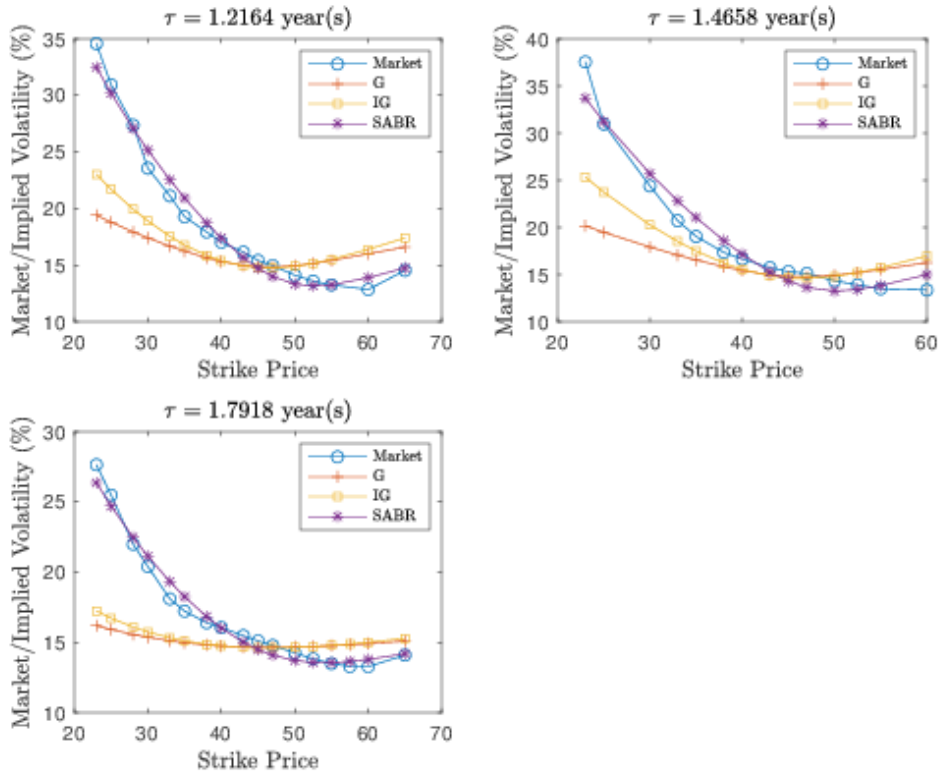 τ = 1.2164 year(s)
Market/Implied Volatility (%)
35
30
25
20
15
10
20 30 40 50 60 70
Strike Price
Market
G
IG
SABR
τ = 1.4658 year(s)
Market/Implied Volatility (%)
40
35
30
25
20
15
10
20 30 40 50 60
Strike Price
Market
G
IG
SABR
τ = 1.7918 year(s)
Market/Implied Volatility (%)
30
25
20
15
10
20 30 40 50 60 70
Strike Price
Market
G
IG
SABR